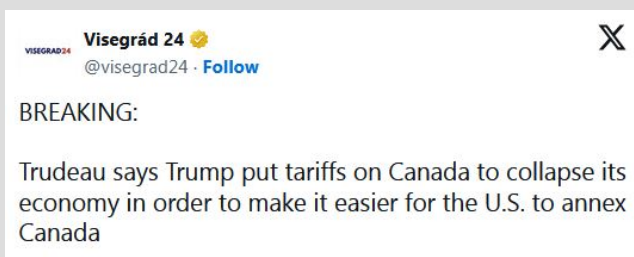 VISEGRAD24
Visegrád 24
@visegrad24 · Follow
BREAKING:
Trudeau says Trump put tariffs on Canada to collapse its
economy in order to make it easier for the U.S. to annex
Canada